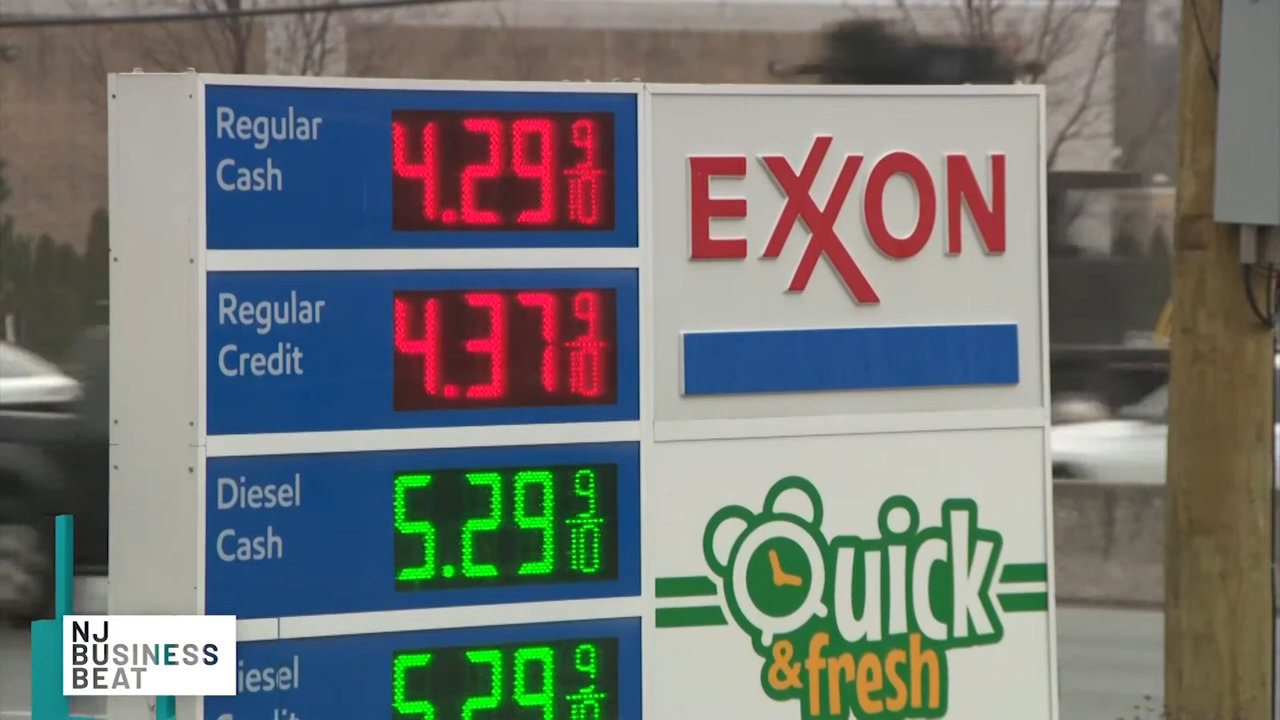 Regular
Cash
4.29 9/10
Regular
Credit
4.37 9/10
Diesel
Cash
5.29 9/10
Diesel
Credit
5.29 9/10
EXXON
Quick
&fresh
NJ
BUSINESS
BEAT